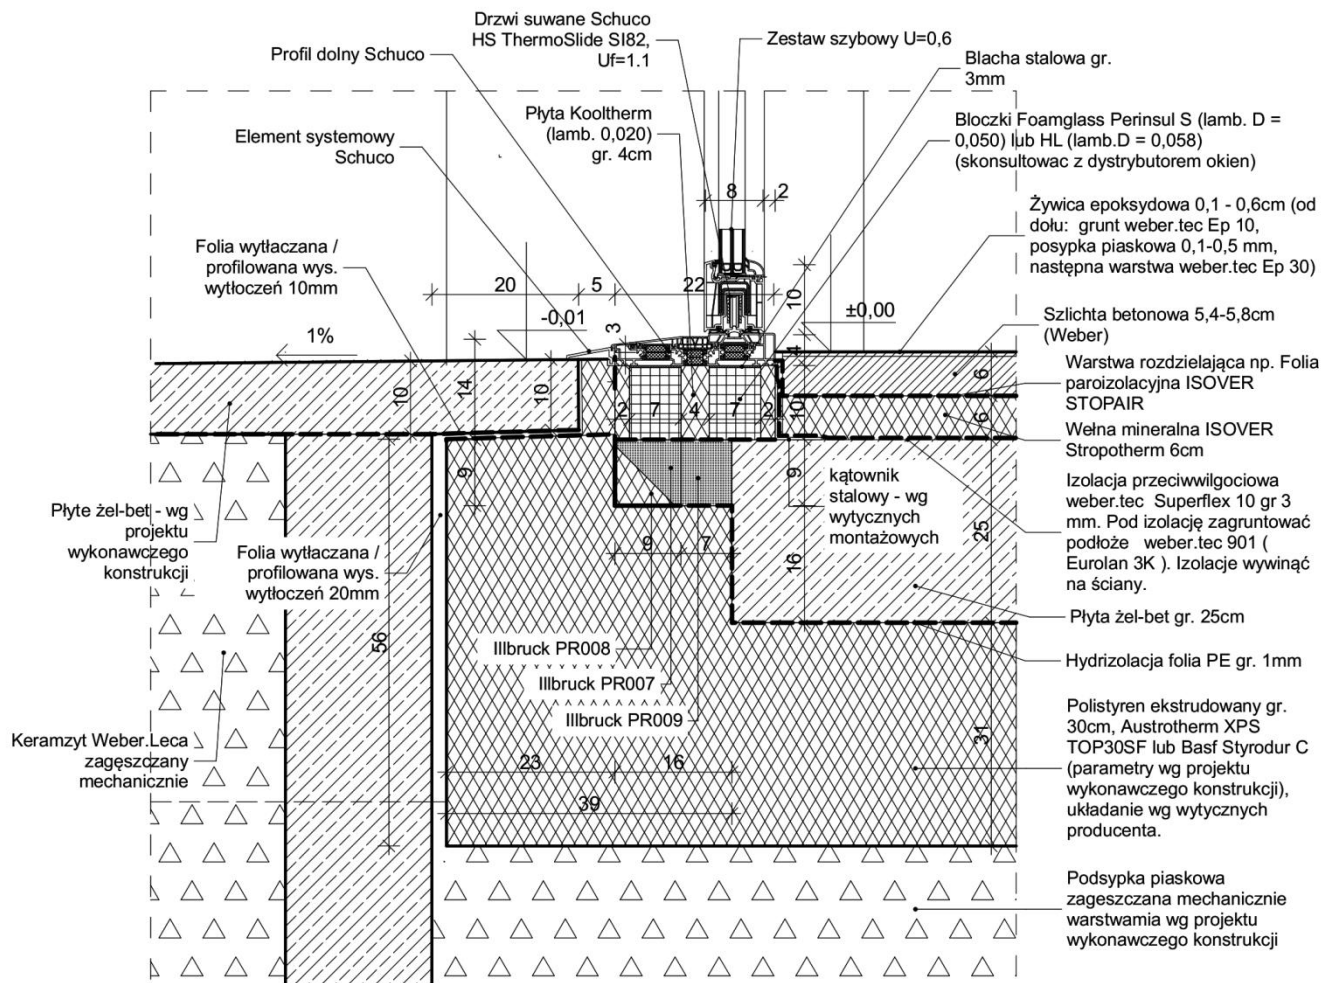 Drzwi suwane Schuco
HS ThermoSlide SI82,
Uf=1.1
Zestaw szybowy U=0,6
Profil dolny Schuco
Blacha stalowa gr.
3mm
Płyta Kooltherm
(lamb. 0,020)
gr. 4cm
Bloczki Foamglass Perinsul S (lamb. D =
0,050) lub HL (lamb.D = 0,058)
(skonsultowac z dystrybutorem okien)
Element systemowy
Schuco
8
2
Żywica epoksydowa 0,1 - 0,6cm (od
dołu: grunt weber.tec Ep 10,
posypka piaskowa 0,1-0,5 mm,
następna warstwa weber.tec Ep 30)
Folia wytłaczana /
profilowana wys.
wytłoczeń 10mm
20
5
22
10
-0,01
±0,00
3
4
1%
Szlichta betonowa 5,4-5,8cm
(Weber)
Warstwa rozdzielająca np. Folia
paroizolacyjna ISOVER
STOPAIR
10
14
10
2
7
4
7
2
10
6
6
Wełna mineralna ISOVER
Stropotherm 6cm
9
9
kątownik
stalowy - wg
wytycznych
montażowych
Izolacja przeciwwilgociowa
weber.tec Superflex 10 gr 3
mm. Pod izolację zagruntować
podłoże weber.tec 901 (
Eurolan 3K ). Izolacje wywinąć
na ściany.
Płyte żel-bet - wg
projektu
wykonawczego
konstrukcji
Folia wytłaczana /
profilowana wys.
wytłoczeń 20mm
9
7
16
25
Płyta żel-bet gr. 25cm
56
Illbruck PR008
Illbruck PR007
Illbruck PR009
Hydrizolacja folia PE gr. 1mm
Keramzyt Weber.Leca
zagęszczany
mechanicznie
Polistyren ekstrudowany gr.
30cm, Austrotherm XPS
TOP30SF lub Basf Styrodur C
(parametry wg projektu
wykonawczego konstrukcji),
układanie wg wytycznych
producenta.
31
23
16
39
Podsypka piaskowa
zageszczana mechanicznie
warstwamia wg projektu
wykonawczego konstrukcji